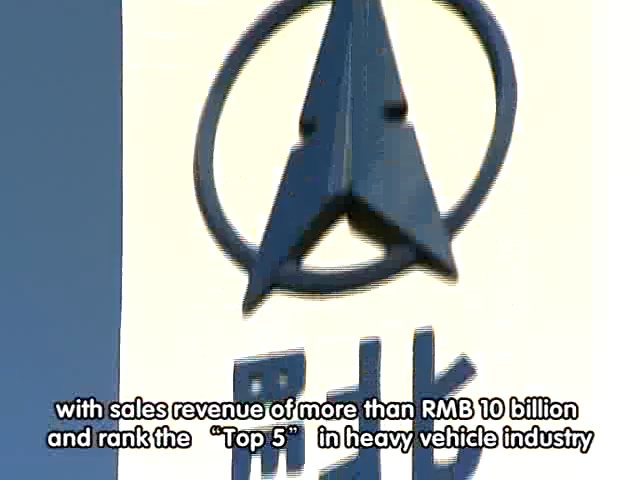 with sales revenue of more than RMB 10 billion
and rank the “Top 5” in heavy vehicle industry